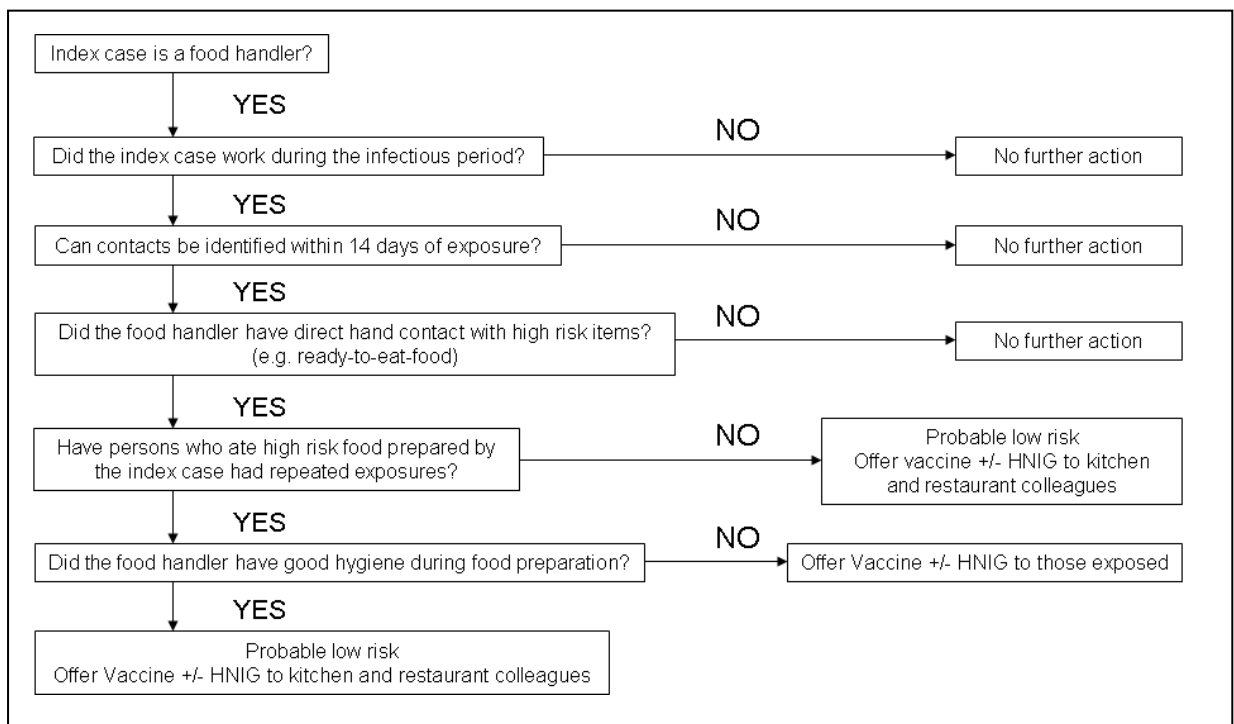 Index case is a food handler?
YES
NO
Did the index case work during the infectious period?
No further action
YES
NO
Can contacts be identified within 14 days of exposure?
No further action
YES
NO
Did the food handler have direct hand contact with high risk items?
(e.g. ready-to-eat-food)
No further action
YES
NO
Have persons who ate high risk food prepared by
the index case had repeated exposures?
Probable low risk
Offer vaccine +/- HNIG to kitchen
and restaurant colleagues
YES
NO
Did the food handler have good hygiene during food preparation?
Offer Vaccine +/- HNIG to those exposed
YES
Probable low risk
Offer Vaccine +/- HNIG to kitchen and restaurant colleagues